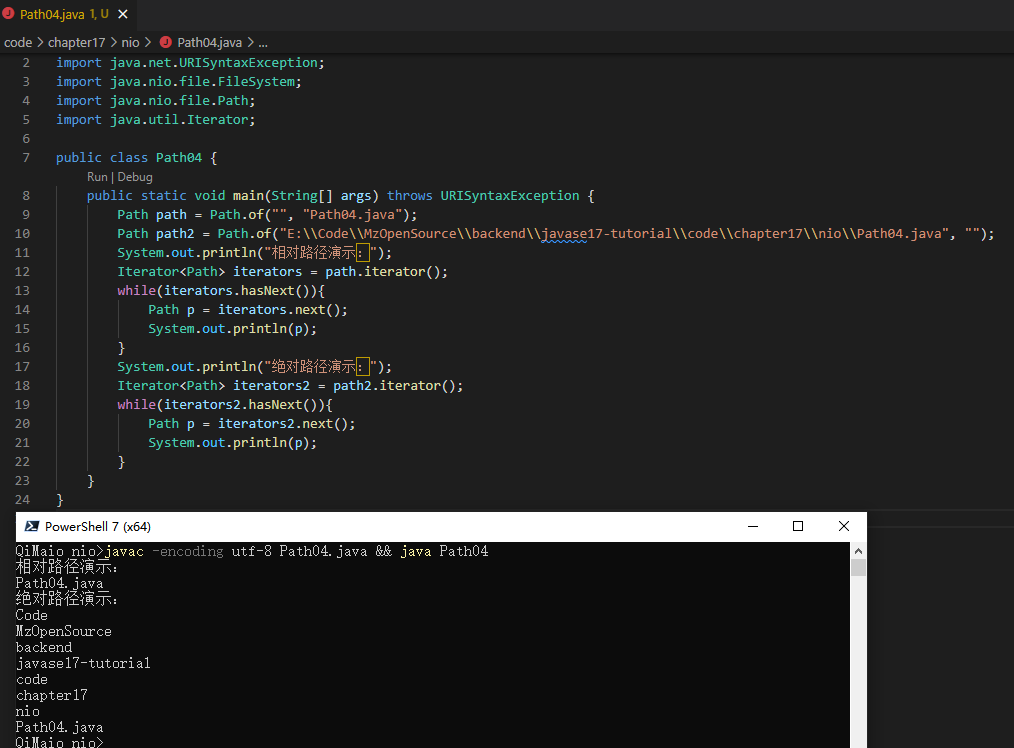 Path04.java 1, U
code > chapter17 > nio > Path04.java > ...
2 import java.net.URISyntaxException;
3 import java.nio.file.FileSystem;
4 import java.nio.file.Path;
5 import java.util.Iterator;
6
7 public class Path04 {
Run | Debug
8 public static void main(String[] args) throws URISyntaxException {
9 Path path = Path.of("", "Path04.java");
10 Path path2 = Path.of("E:\\Code\\MzOpenSource\\backend\\javase17-tutorial\\code\\chapter17\\nio\\Path04.java", "");
11 System.out.println("相对路径演示：");
12 Iterator<Path> iterators = path.iterator();
13 while(iterators.hasNext()){
14 Path p = iterators.next();
15 System.out.println(p);
16 }
17 System.out.println("绝对路径演示：");
18 Iterator<Path> iterators2 = path2.iterator();
19 while(iterators2.hasNext()){
20 Path p = iterators2.next();
21 System.out.println(p);
22 }
23 }
24 }
PowerShell 7 (x64)
QiMaio nio>javac -encoding utf-8 Path04.java && java Path04
相对路径演示：
Path04.java
绝对路径演示：
Code
MzOpenSource
backend
javase17-tutorial
code
chapter17
nio
Path04.java
QiMaio nio>